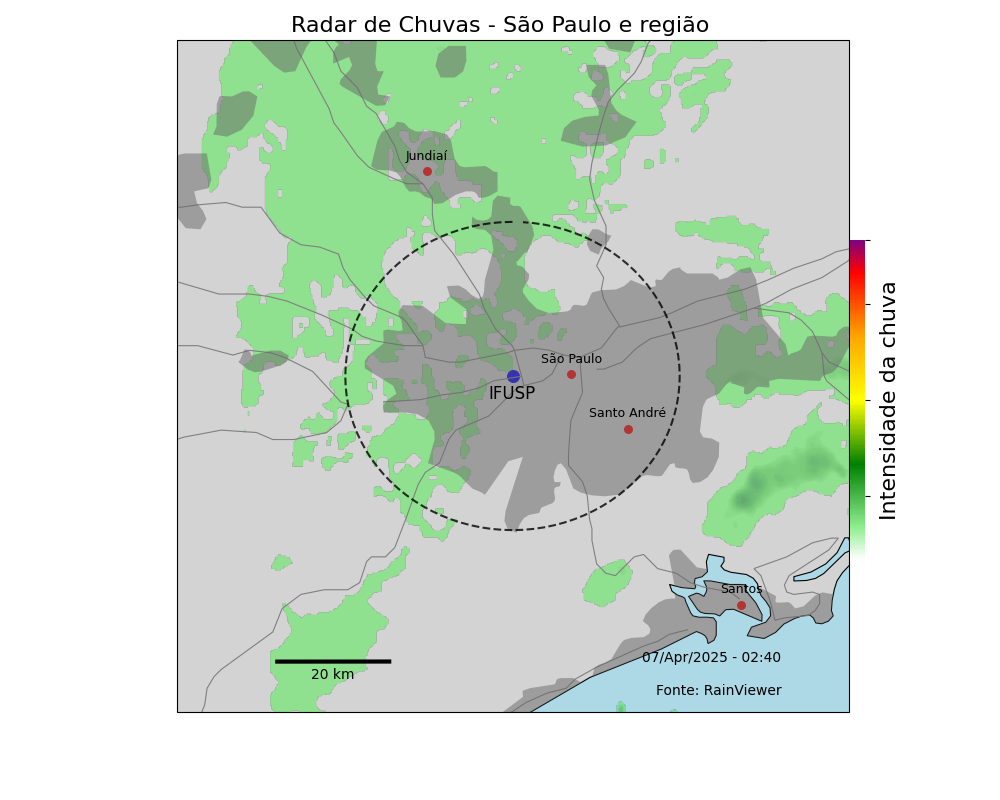 Radar de Chuvas - São Paulo e região
Jundiaí
São Paulo
IFUSP
Santo André
Intensidade da chuva
Santos
07/Apr/2025 - 02:40
20 km
Fonte: RainViewer